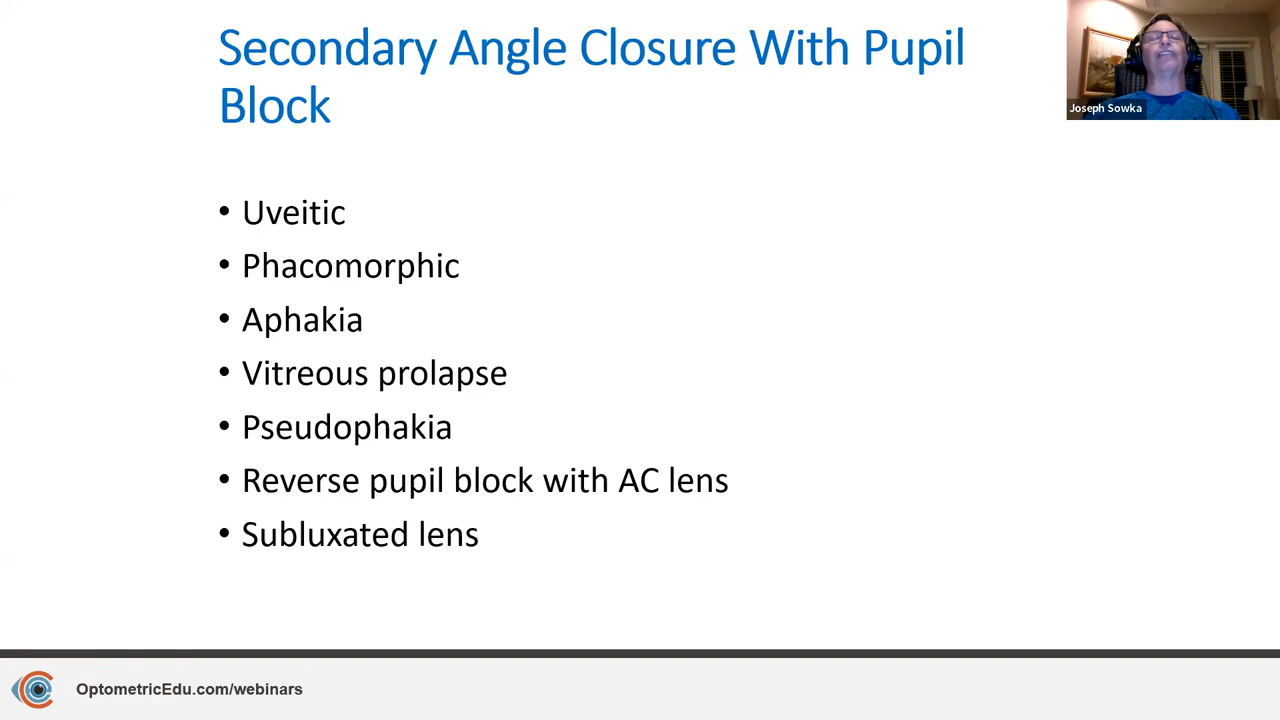 Secondary Angle Closure With Pupil
Block
Joseph Sowka
• Uveitic
• Phacomorphic
• Aphakia
• Vitreous prolapse
• Pseudophakia
• Reverse pupil block with AC lens
• Subluxated lens
OptometricEdu.com/webinars